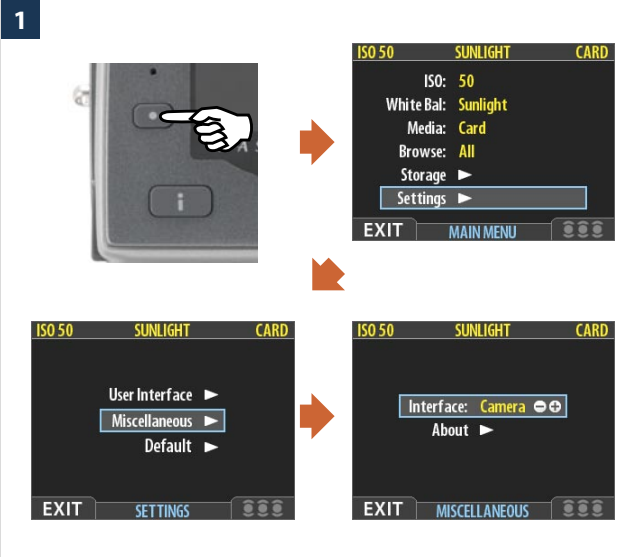 1
A S
i
ISO 50 SUNLIGHT CARD
ISO: 50
White Bal: Sunlight
Media: Card
Browse: All
Storage ►
Settings ►
EXIT MAIN MENU
ISO 50 SUNLIGHT CARD
User Interface ►
Miscellaneous ►
Default ►
EXIT SETTINGS
ISO 50 SUNLIGHT CARD
Interface: Camera
About ►
EXIT MISCELLANEOUS